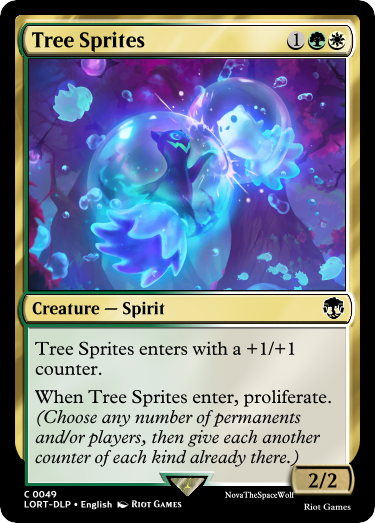 Tree Sprites 1
Creature — Spirit
Tree Sprites enters with a +1/+1
counter.
When Tree Sprites enter, proliferate.
(Choose any number of permanents
and/or players, then give each another
counter of each kind already there.)
2/2
C 0049
LORT-DLP • English Riot Games
NovaTheSpaceWolf
Riot Games